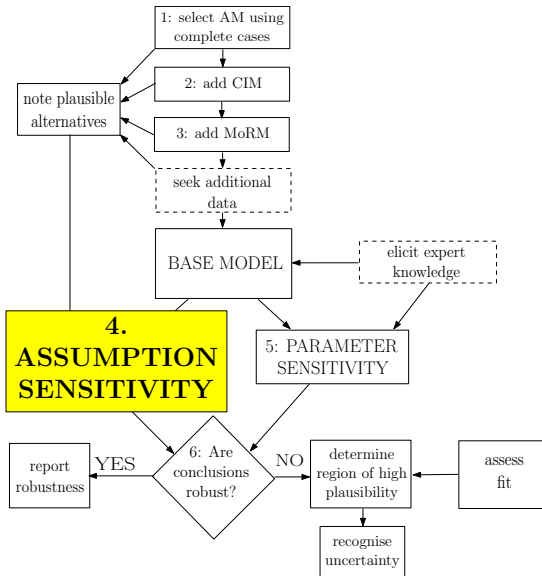 1: select AM using
complete cases
2: add CIM
note plausible
alternatives
3: add MoRM
seek additional
data
BASE MODEL
elicit expert
knowledge
4.
ASSUMPTION
SENSITIVITY
5: PARAMETER
SENSITIVITY
6: Are
conclusions
robust?
YES
NO
report
robustness
determine
region of high
plausibility
assess
fit
recognise
uncertainty